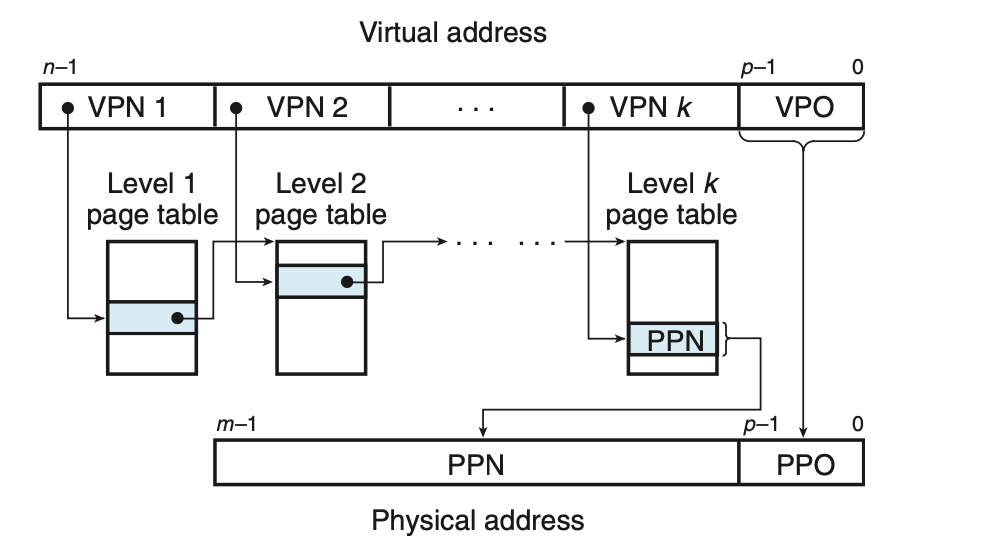 Virtual address
n–1 p–1 0
VPN 1 VPN 2 ... VPN k VPO
Level 1 Level 2 Level k
page table page table page table
... ...
PPN
m–1 p–1 0
PPN PPO
Physical address